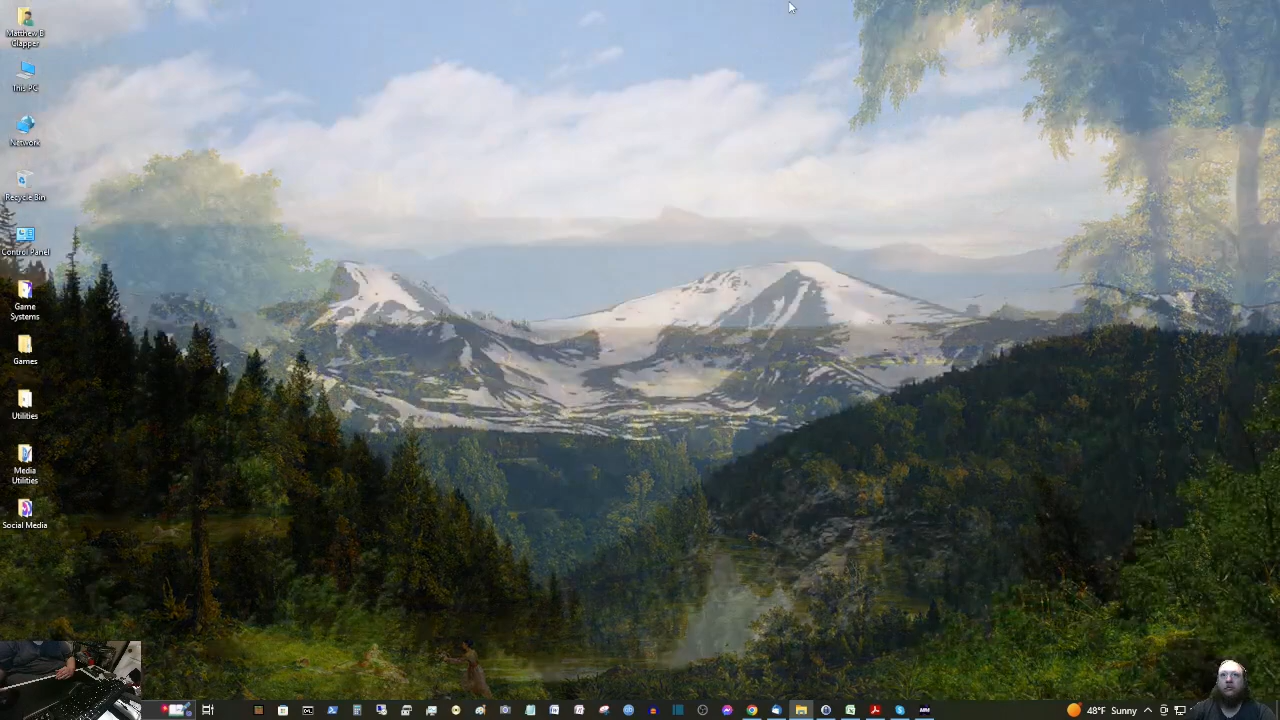 Matthew B
Clapper
This PC
Network
Recycle Bin
Control Panel
Game
Systems
Games
Utilities
Media
Utilities
Social Media
48°F Sunny